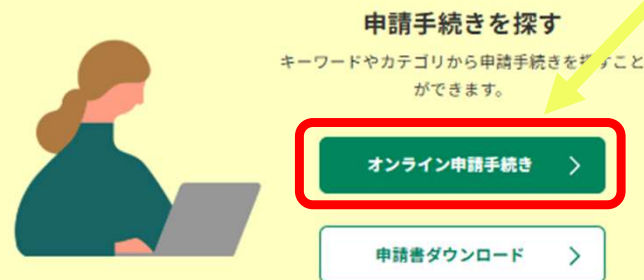 申請手続きを探す
キーワードやカテゴリから申請手続きを探すこと
ができます。
オンライン申請手続き
申請書ダウンロード